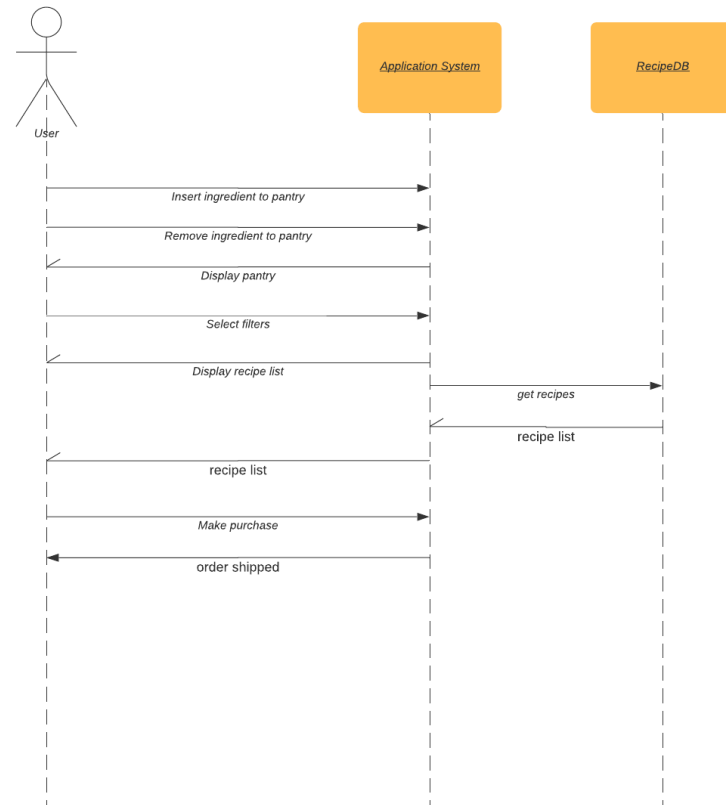 Application System
RecipeDB
User
Insert ingredient to pantry
Remove ingredient to pantry
Display pantry
Select filters
Display recipe list
get recipes
recipe list
recipe list
Make purchase
order shipped